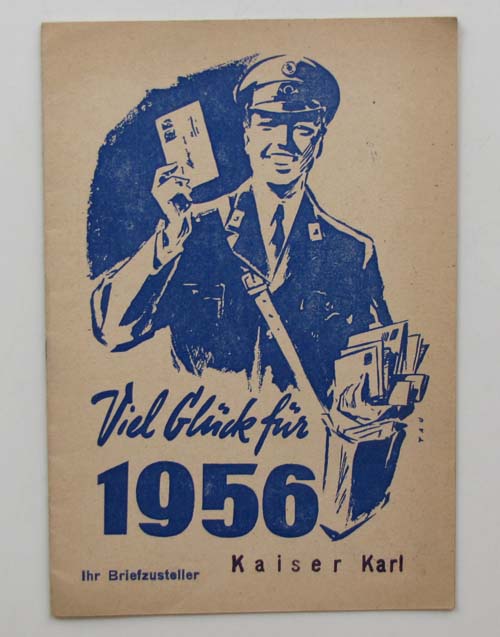 Viel Glück für
1956
Ihr Briefzusteller Kaiser Karl